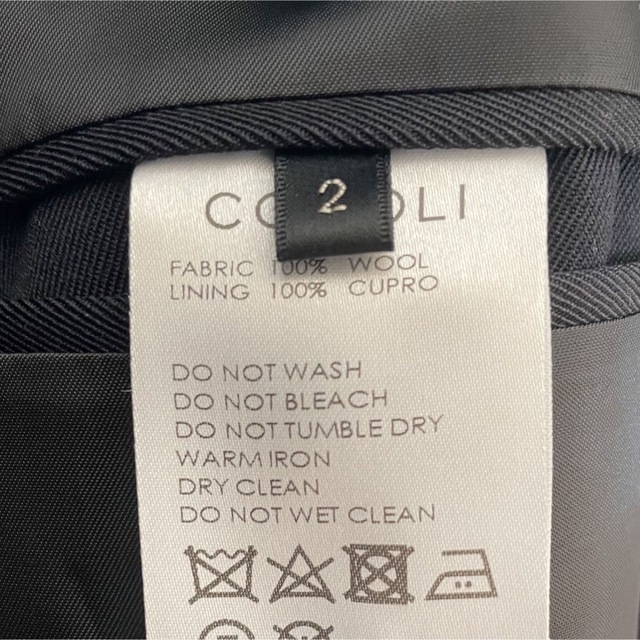 2
FABRIC 100% WOOL
LINING 100% CUPRO
DO NOT WASH
DO NOT BLEACH
DO NOT TUMBLE DRY
WARM IRON
DRY CLEAN
DO NOT WET CLEAN